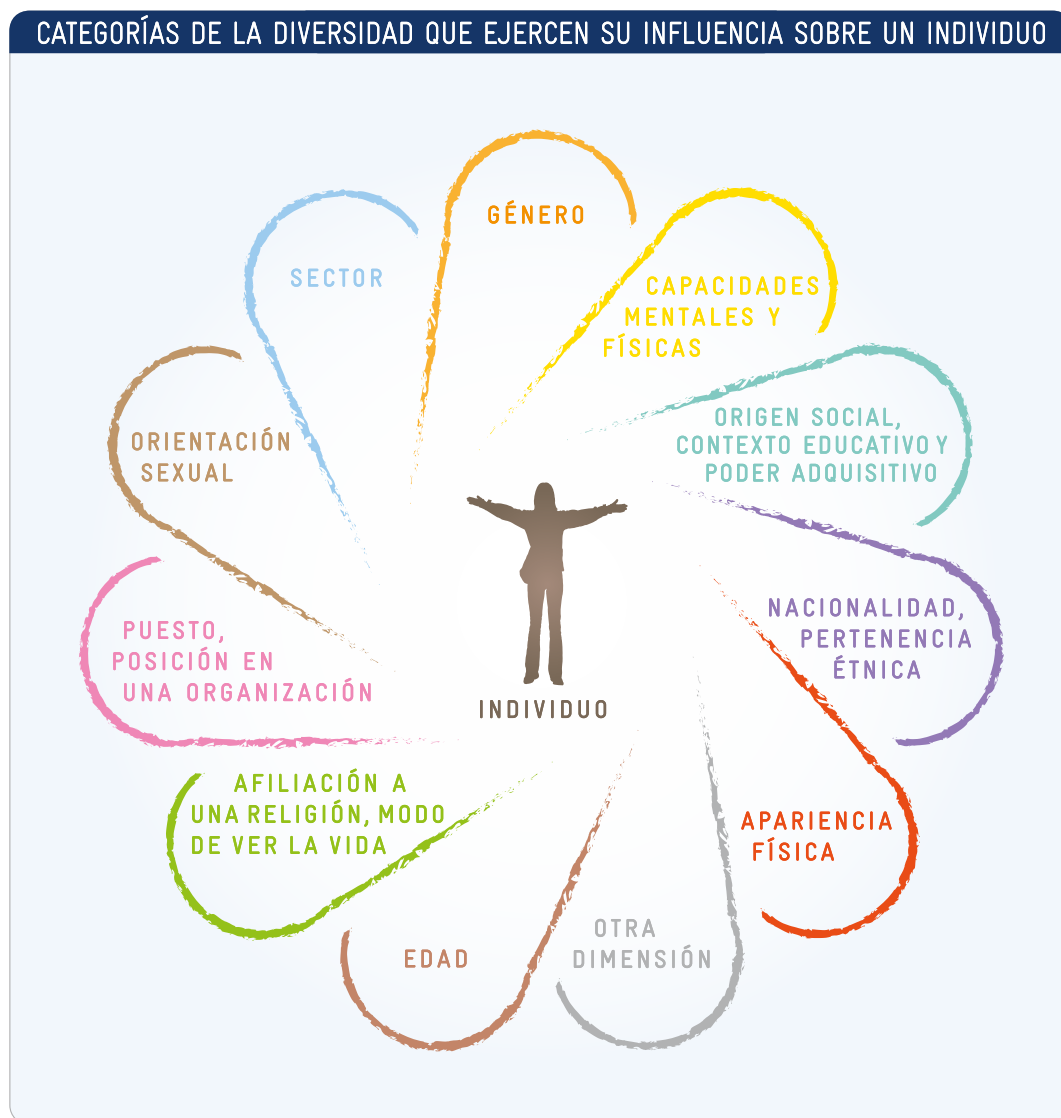 CATEGORÍAS DE LA DIVERSIDAD QUE EJERCEN SU INFLUENCIA SOBRE UN INDIVIDUO
GÉNERO
CAPACIDADES
MENTALES Y
FÍSICAS
ORIGEN SOCIAL,
CONTEXTO EDUCATIVO Y
PODER ADQUISITIVO
NACIONALIDAD,
PERTENENCIA
ÉTNICA
APARIENCIA
FÍSICA
OTRA
DIMENSIÓN
EDAD
AFILIACIÓN A
UNA RELIGIÓN, MODO
DE VER LA VIDA
PUESTO,
POSICIÓN EN
UNA ORGANIZACIÓN
ORIENTACIÓN
SEXUAL
SECTOR
INDIVIDUO